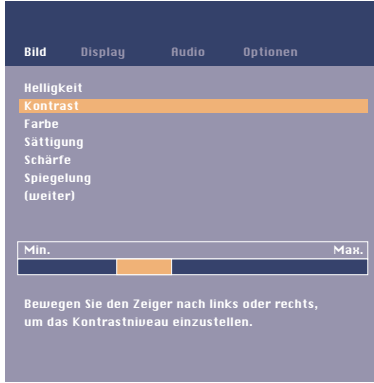 Bild Display Audio Optionen
Helligkeit
Kontrast
Farbe
Sättigung
Schärfe
Spiegelung
(weiter)
Min. Max.
Bewegen Sie den Zeiger nach links oder rechts,
um das Kontrastniveau einzustellen.